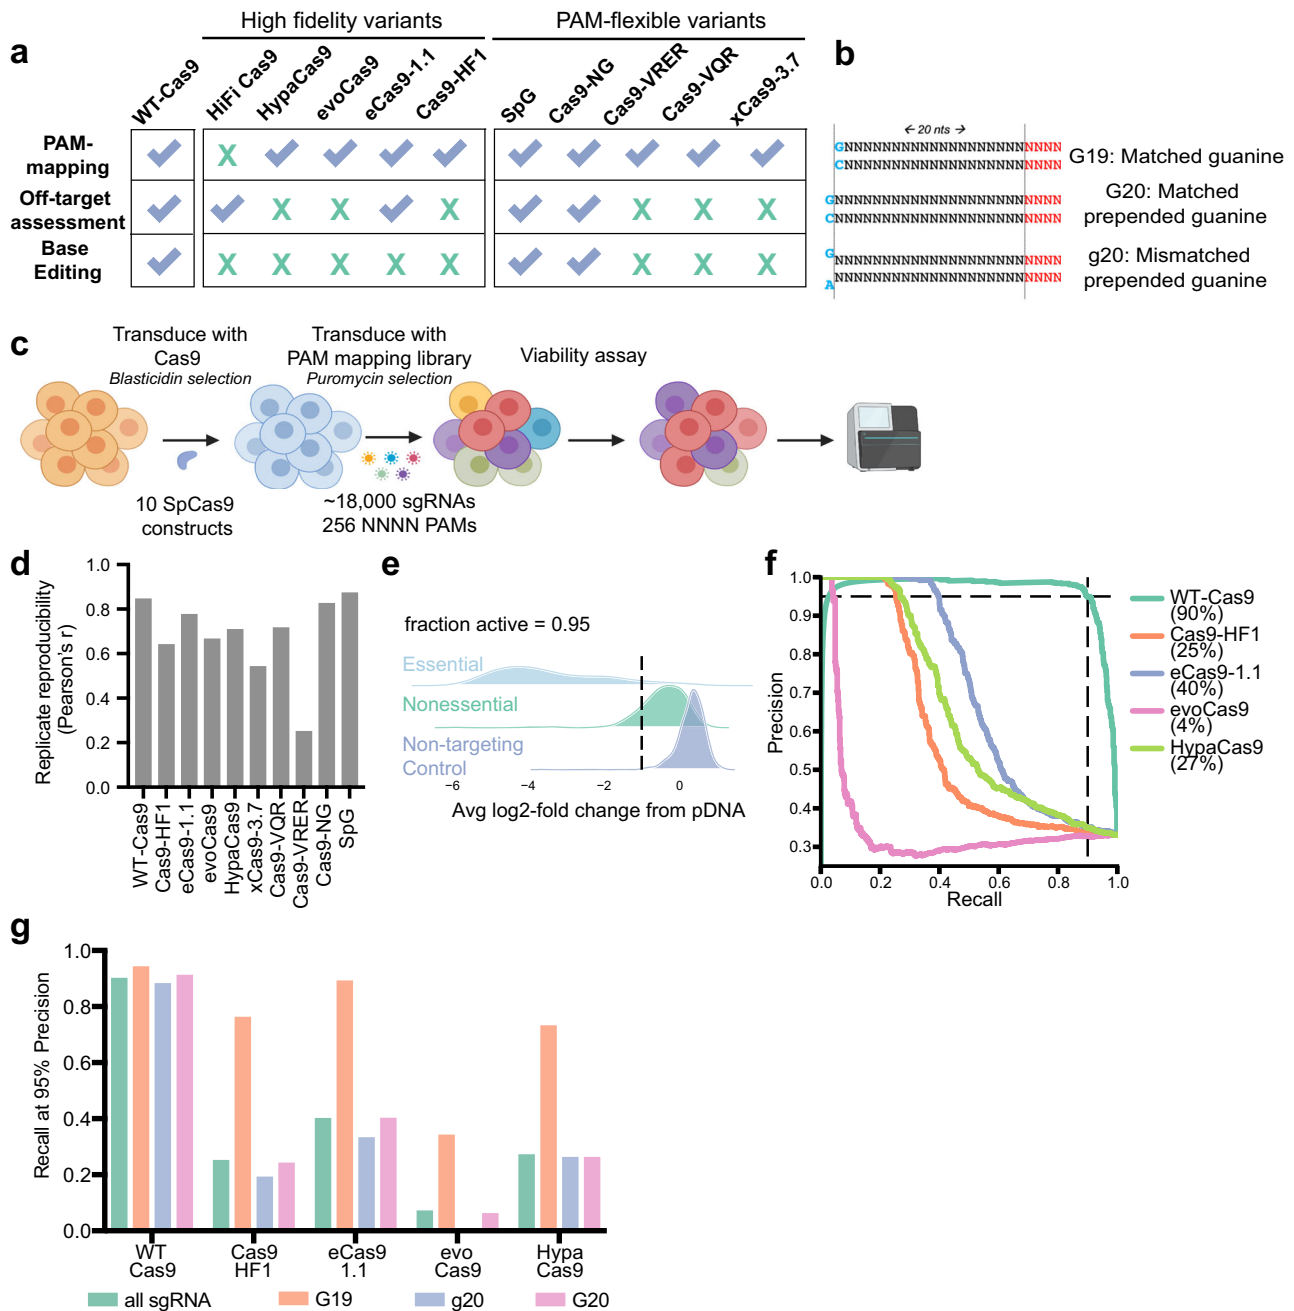 High fidelity variants
PAM-flexible variants
a
WT-Cas9
HiFi Cas9
HypaCas9
evoCas9
eCas9-1.1
Cas9-HF1
SpG
Cas9-NG
Cas9-VRER
Cas9-VQR
xCas9-3.7
PAM-
mapping
X
Off-target
assessment
X
X
X
X
X
X
Base
Editing
X
X
X
X
X
X
X
X
b
← 20 nts →
GNNNNNNNNNNNNNNNNNNNNNNN
CNNNNNNNNNNNNNNNNNNNNNNN
G19: Matched guanine
GNNNNNNNNNNNNNNNNNNNNNNNN
CNNNNNNNNNNNNNNNNNNNNNNNN
G20: Matched
prepended guanine
G
NNNNNNNNNNNNNNNNNNNNNNNN
NNNNNNNNNNNNNNNNNNNNNNNN
A
g20: Mismatched
prepended guanine
c
Transduce with
Cas9
Blasticidin selection
10 SpCas9
constructs
Transduce with
PAM mapping library
Puromycin selection
~18,000 sgRNAs
256 NNNN PAMs
Viability assay
d
Replicate reproducibility
(Pearson's r)
1.0
0.8
0.6
0.4
0.2
0.0
WT-Cas9
Cas9-HF1
eCas9-1.1
evoCas9
HypaCas9
xCas9-3.7
Cas9-VQR
Cas9-VRER
Cas9-NG
SpG
e
fraction active = 0.95
Essential
Nonessential
Non-targeting
Control
−6
−4
−2
0
Avg log2-fold change from pDNA
f
Precision
1.0
0.9
0.8
0.7
0.6
0.5
0.4
0.3
0.0
0.2
0.4
0.6
0.8
1.0
Recall
WT-Cas9
(90%)
Cas9-HF1
(25%)
eCas9-1.1
(40%)
evoCas9
(4%)
HypaCas9
(27%)
g
Recall at 95% Precision
1.0
0.8
0.6
0.4
0.2
0.0
WT
Cas9
Cas9
HF1
eCas9
1.1
evo
Cas9
Hypa
Cas9
all sgRNA
G19
g20
G20